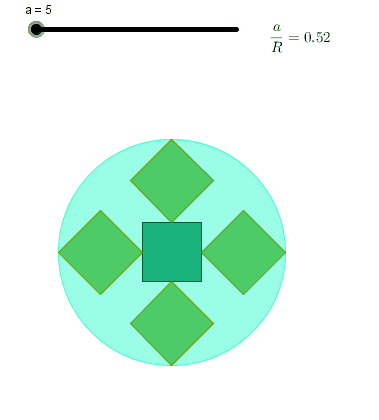 a = 5
a/R = 0.52